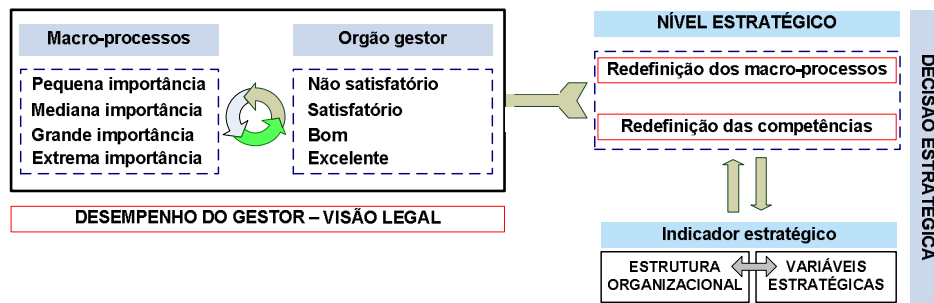 Macro-processos
Pequena importância
Mediana importância
Grande importância
Extrema importância
Orgão gestor
Não satisfatório
Satisfatório
Bom
Excelente
DESEMPENHO DO GESTOR – VISÃO LEGAL
NÍVEL ESTRATÉGICO
Redefinição dos macro-processos
Redefinição das competências
Indicador estratégico
ESTRUTURA
ORGANIZACIONAL
VARIÁVEIS
ESTRATÉGICAS
DECISÃO ESTRATÉGICA